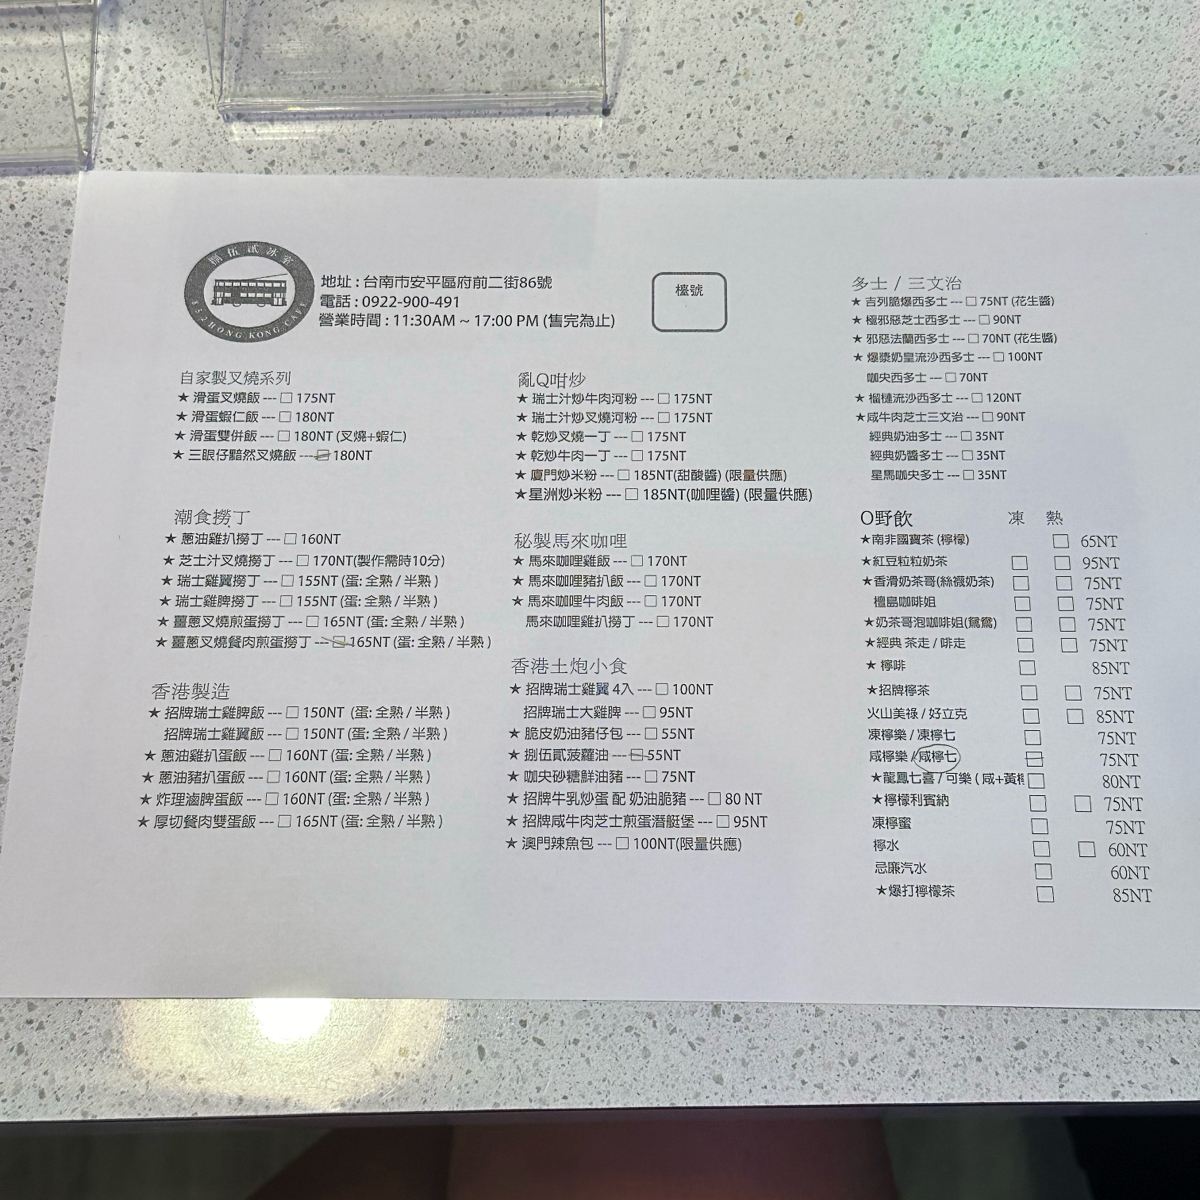 捌伍貳冰室
852 HONG KONG CAFE
地址 : 台南市安平區府前二街86號
電話 : 0922-900-491
營業時間 : 11:30AM ~ 17:00 PM (售完為止)
檯號
自家製叉燒系列
★ 滑蛋叉燒飯 --- □ 175NT
★ 滑蛋蝦仁飯 --- □ 180NT
★ 滑蛋雙併飯 --- □ 180NT (叉燒+蝦仁)
★ 三眼仔黯然叉燒飯 --- □ 180NT
潮食撈丁
★ 蔥油雞扒撈丁 --- □ 160NT
★ 芝士汁叉燒撈丁 --- □ 170NT(製作需時10分)
★ 瑞士雞翼撈丁 --- □ 155NT (蛋: 全熟 / 半熟 )
★ 瑞士雞脾撈丁 --- □ 155NT (蛋: 全熟 / 半熟 )
★ 薑蔥叉燒煎蛋撈丁 --- □ 165NT (蛋: 全熟 / 半熟 )
★ 薑蔥叉燒餐肉煎蛋撈丁 --- □ 165NT (蛋: 全熟 / 半熟 )
香港製造
★ 招牌瑞士雞脾飯 --- □ 150NT (蛋: 全熟 / 半熟 )
招牌瑞士雞翼飯 --- □ 150NT (蛋: 全熟 / 半熟 )
★ 蔥油雞扒蛋飯 --- □ 160NT (蛋: 全熟 / 半熟 )
★ 蔥油豬扒蛋飯 --- □ 160NT (蛋: 全熟 / 半熟 )
★ 炸理滷脾蛋飯 --- □ 160NT (蛋: 全熟 / 半熟 )
★ 厚切餐肉雙蛋飯 --- □ 165NT (蛋: 全熟 / 半熟 )
亂Q咁炒
★ 瑞士汁炒牛肉河粉 --- □ 175NT
★ 瑞士汁炒叉燒河粉 --- □ 175NT
★ 乾炒叉燒一丁 --- □ 175NT
★ 乾炒牛肉一丁 --- □ 175NT
★ 廈門炒米粉 --- □ 185NT(甜酸醬) (限量供應)
★ 星洲炒米粉 --- □ 185NT(咖哩醬) (限量供應)
秘製馬來咖哩
★ 馬來咖哩雞飯 --- □ 170NT
★ 馬來咖哩豬扒飯 --- □ 170NT
★ 馬來咖哩牛肉飯 --- □ 170NT
馬來咖哩雞扒撈丁 --- □ 170NT
香港土炮小食
★ 招牌瑞士雞翼 4入 --- □ 100NT
招牌瑞士大雞脾 --- □ 95NT
★ 脆皮奶油豬仔包 --- □ 55NT
★ 捌伍貳菠蘿油 --- □ 55NT
★ 咖央砂糖鮮油豬 --- □ 75NT
★ 招牌牛乳炒蛋 配 奶油脆豬 --- □ 80 NT
★ 招牌咸牛肉芝士煎蛋潛艇堡 --- □ 95NT
★ 澳門辣魚包 --- □ 100NT(限量供應)
多士 / 三文治
★ 吉列脆爆西多士 --- □ 75NT (花生醬)
★ 極邪惡芝士西多士 --- □ 90NT
★ 邪惡法蘭西多士 --- □ 70NT (花生醬)
★ 爆漿奶皇流沙西多士 --- □ 100NT
咖央西多士 --- □ 70NT
★ 榴槤流沙西多士 --- □ 120NT
★咸牛肉芝士三文治 --- □ 90NT
經典奶油多士 --- □ 35NT
經典奶醬多士 --- □ 35NT
星馬咖央多士 --- □ 35NT
O野飲 凍 熱
★南非國寶茶 (檸檬) □ 65NT
★紅豆粒粒奶茶 □ □ 95NT
★香滑奶茶哥(絲襪奶茶) □ □ 75NT
檀島咖啡姐 □ □ 75NT
★奶茶哥泡咖啡姐(鴛鴦) □ □ 75NT
★經典 茶走 / 啡走 □ □ 75NT
★ 檸啡 □ 85NT
★招牌檸茶 □ □ 75NT
火山美祿 / 好立克 □ □ 85NT
凍檸樂 / 凍檸七 □ 75NT
咸檸樂 / 咸檸七 □ 75NT
★龍鳳七喜 / 可樂 ( 咸+黃 □ 80NT
★檸檬利賓納 □ □ 75NT
凍檸蜜 □ 75NT
檸水 □ □ 60NT
忌廉汽水 □ 60NT
★爆打檸檬茶 □ 85NT